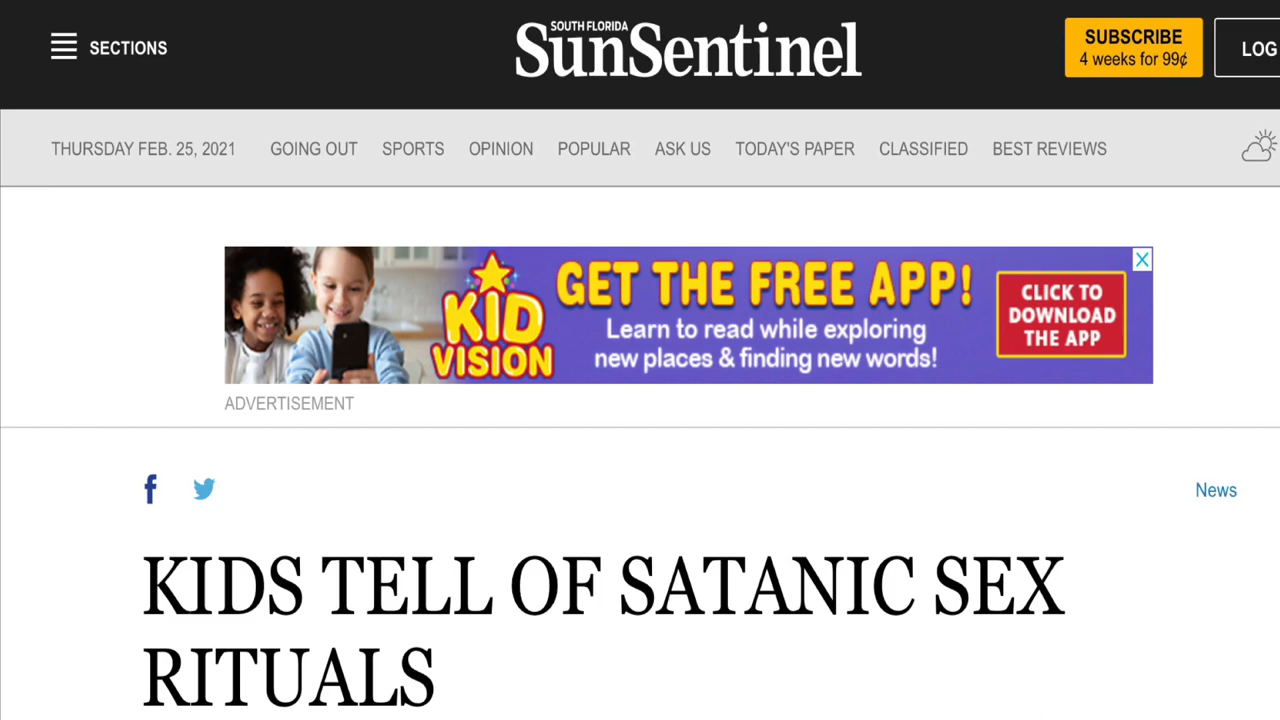 SECTIONS
SOUTH FLORIDA
SunSentinel
SUBSCRIBE
4 weeks for 99¢
LOG
THURSDAY FEB. 25, 2021 GOING OUT SPORTS OPINION POPULAR ASK US TODAY'S PAPER CLASSIFIED BEST REVIEWS
KID
VISION
GET THE FREE APP!
Learn to read while exploring
new places & finding new words!
CLICK TO
DOWNLOAD
THE APP
ADVERTISEMENT
News
KIDS TELL OF SATANIC SEX
RITUALS